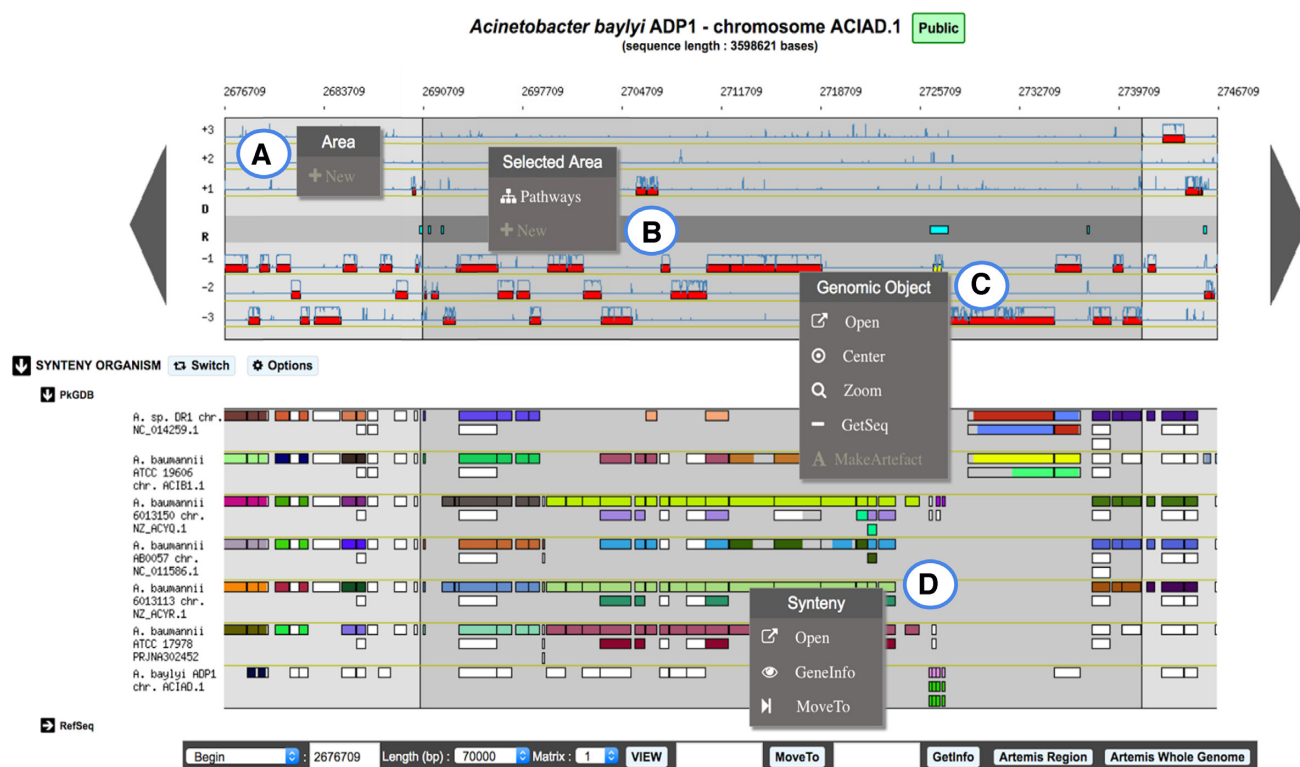 Acinetobacter baylyi ADP1 - chromosome ACIAD.1 Public
(sequence length : 3598621 bases)
2676709 2683709 2690709 2697709 2704709 2711709 2718709 2725709 2732709 2739709 2746709
+3
+2
+1
D
R
-1
-2
-3
A
Area
New
Selected Area
Pathways
New
B
Genomic Object
C
Open
Center
Zoom
GetSeq
A MakeArtefact
SYNTENY ORGANISM Switch Options
PkGDB
A. sp. DR1 chr.
NC_014259.1
A. baumannii
ATCC 19606
chr. ACIB1.1
A. baumannii
6013150 chr.
NZ_ACYQ.1
A. baumannii
AB0057 chr.
NC_011586.1
A. baumannii
6013113 chr.
NZ_ACYR.1
A. baumannii
ATCC 17978
PRJNA302452
A. baylyi ADP1
chr. ACIAD.1
D
Synteny
Open
GeneInfo
MoveTo
RefSeq
Begin : 2676709 Length (bp) : 70000 Matrix : 1 VIEW MoveTo GetInfo Artemis Region Artemis Whole Genome